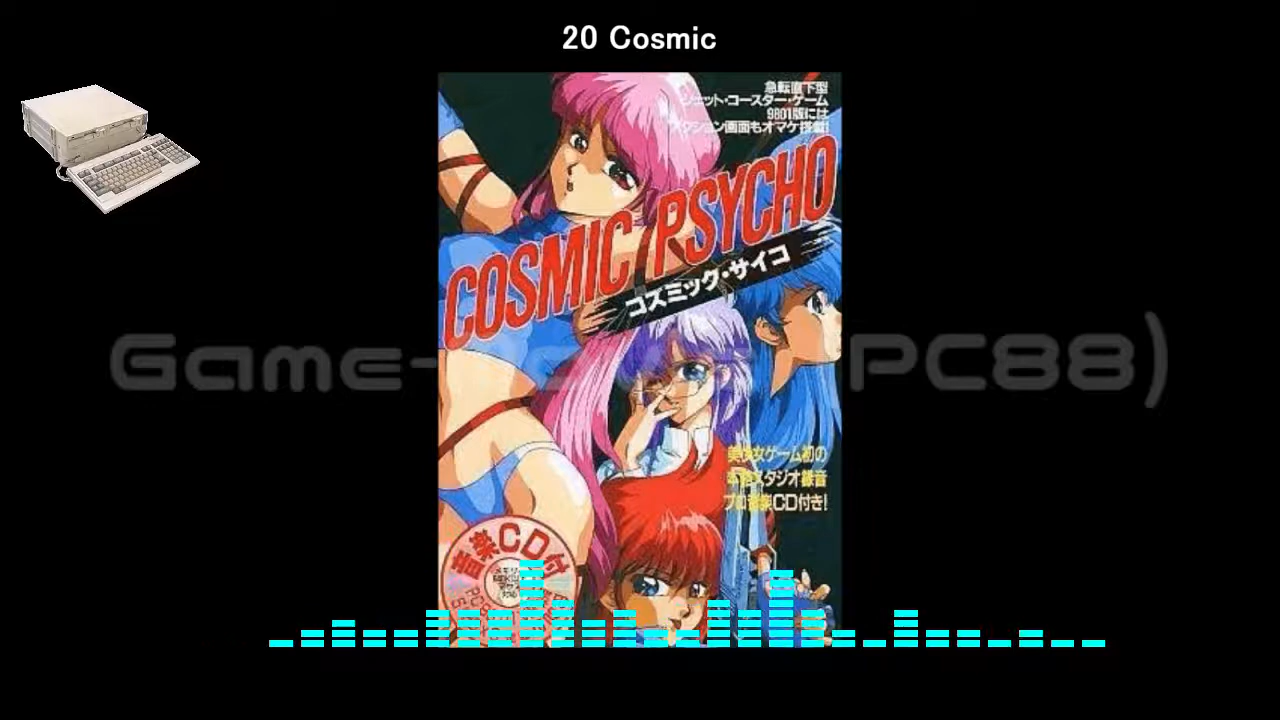 20 Cosmic
急転直下型
ジェット・コースター・ゲーム
9801版には
アクション画面もオマケ搭載!
COSMIC PSYCHO
コズミック・サイコ
Game- PC88)
美少女ゲーム初の
本格スタジオ録音
プロ音楽CD付き!
音楽CD付